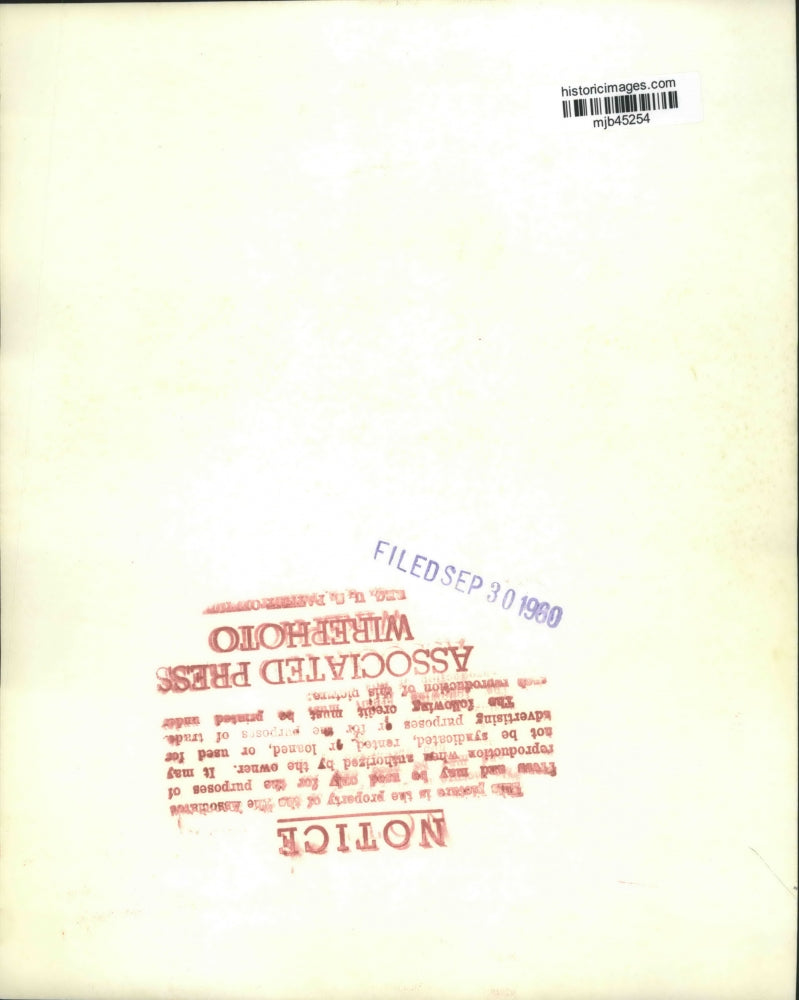 historicimages.com
mjb45254
FILED SEP 30 1960
NOTICE
This picture is the property of the Associated
Press and may be used only for the purposes of
reproduction when authorized by the owner. It may
not be syndicated, rented or loaned, or used for
advertising purposes or for the purposes of trade.
The following credit must be printed under
each reproduction of this picture:
ASSOCIATED PRESS
WIREPHOTO
REG. U. S.